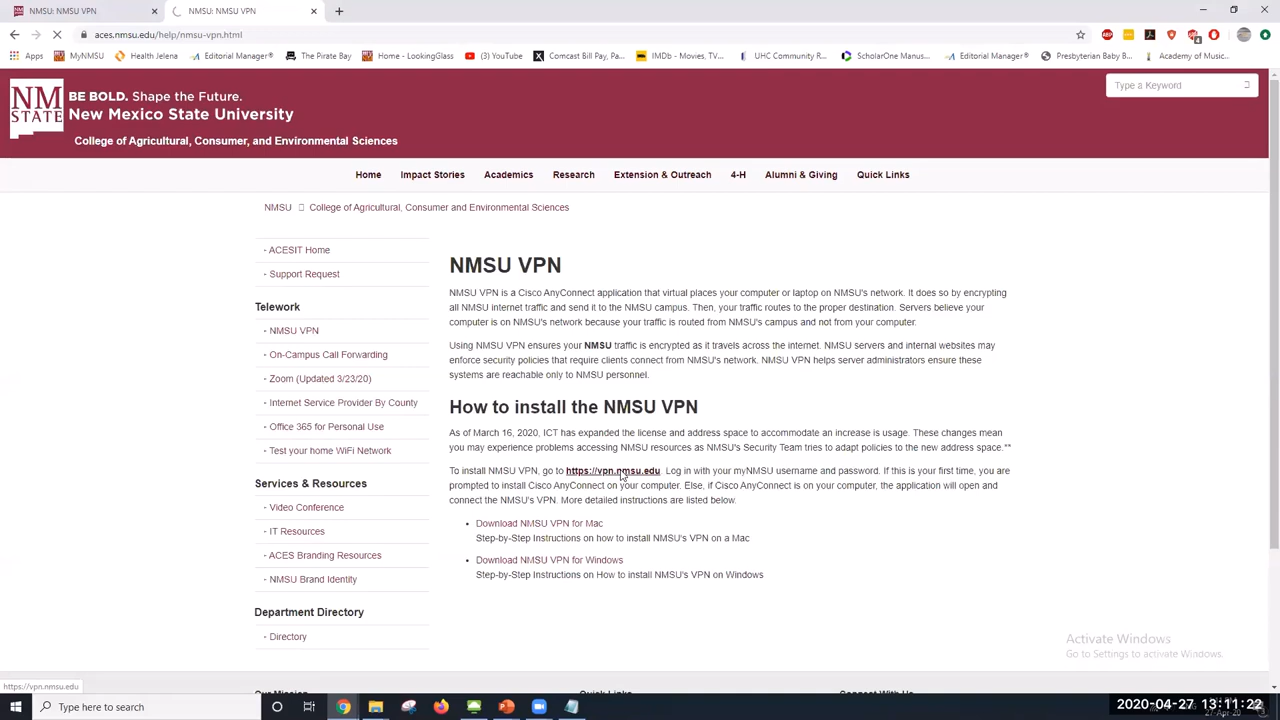 NMSU: NMSU VPN
NMSU: NMSU VPN
aces.nmsu.edu/help/nmsu-vpn.html
Apps MyNMSU Health Jelena Editorial Manager® The Pirate Bay Home - LookingGlass (3) YouTube Comcast Bill Pay, Pa... IMDb - Movies, TV... UHC Community R... ScholarOne Manus... Editorial Manager® Presbyterian Baby B... Academy of Music...
NM
STATE
BE BOLD. Shape the Future.
New Mexico State University
College of Agricultural, Consumer, and Environmental Sciences
Type a Keyword
Home Impact Stories Academics Research Extension & Outreach 4-H Alumni & Giving Quick Links
NMSU College of Agricultural, Consumer and Environmental Sciences
- ACESIT Home
- Support Request
Telework
- NMSU VPN
- On-Campus Call Forwarding
- Zoom (Updated 3/23/20)
- Internet Service Provider By County
- Office 365 for Personal Use
- Test your home WiFi Network
Services & Resources
- Video Conference
- IT Resources
- ACES Branding Resources
- NMSU Brand Identity
Department Directory
- Directory
NMSU VPN
NMSU VPN is a Cisco AnyConnect application that virtual places your computer or laptop on NMSU's network. It does so by encrypting
all NMSU internet traffic and send it to the NMSU campus. Then, your traffic routes to the proper destination. Servers believe your
computer is on NMSU's network because your traffic is routed from NMSU's campus and not from your computer.
Using NMSU VPN ensures your NMSU traffic is encrypted as it travels across the internet. NMSU servers and internal websites may
enforce security policies that require clients connect from NMSU's network. NMSU VPN helps server administrators ensure these
systems are reachable only to NMSU personnel.
How to install the NMSU VPN
As of March 16, 2020, ICT has expanded the license and address space to accommodate an increase is usage. These changes mean
you may experience problems accessing NMSU resources as NMSU's Security Team tries to adapt policies to the new address space.**
To install NMSU VPN, go to https://vpn.nmsu.edu. Log in with your myNMSU username and password. If this is your first time, you are
prompted to install Cisco AnyConnect on your computer. Else, if Cisco AnyConnect is on your computer, the application will open and
connect the NMSU's VPN. More detailed instructions are listed below.
• Download NMSU VPN for Mac
Step-by-Step Instructions on how to install NMSU's VPN on a Mac
• Download NMSU VPN for Windows
Step-by-Step Instructions on How to install NMSU's VPN on Windows
Activate Windows
Go to Settings to activate Windows.
https://vpn.nmsu.edu
Our Mission Quick Links Connect With Us
Type here to search
2020-04-27 13:11:22
27-Apr-20